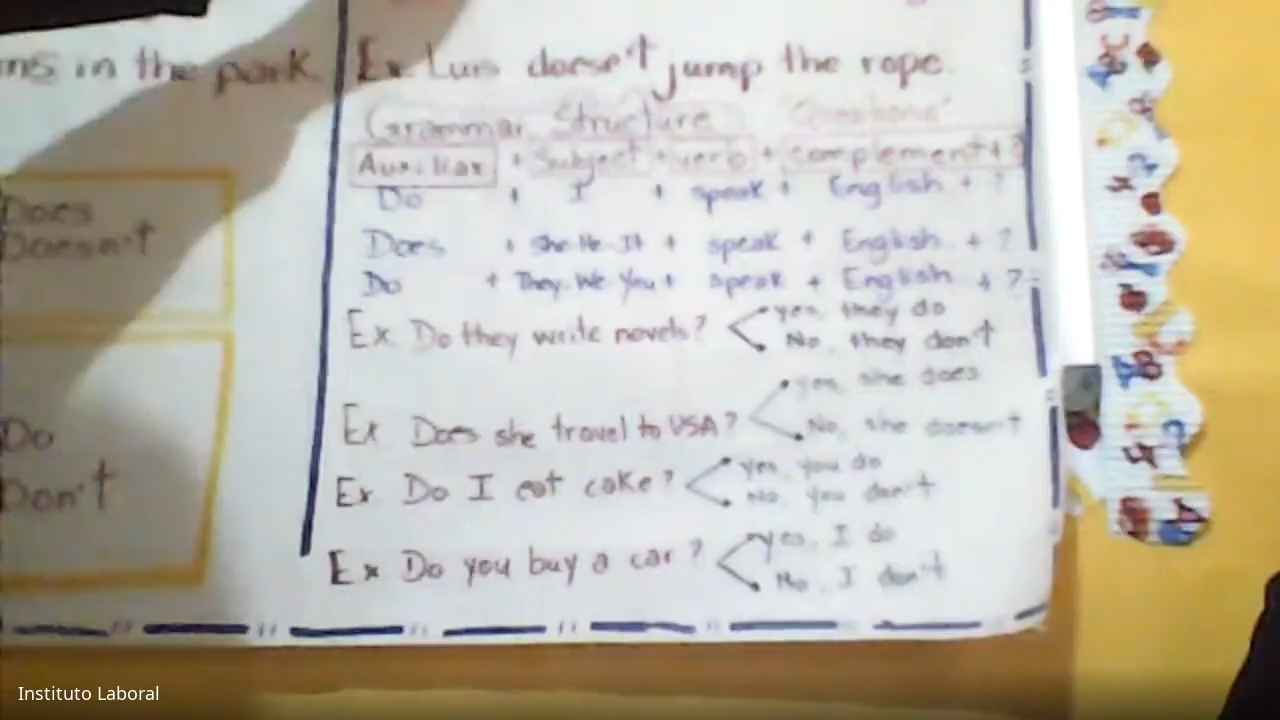 ms in the park
Ex. Luis doesn't jump the rope.
Grammar Structure Questions
Auxiliar + Subject + verb + complement + ?
Do + I + speak + English + ?
Does + She-He-It + speak + English + ?
Do + They-We-You + speak + English + ?
Ex. Do they write novels?
yes, they do
No, they don't
Ex Does she travel to USA?
yes, she does
No, she doesn't
Ex Do I eat cake?
yes, you do
No, you don't
Ex Do you buy a car?
yes, I do
No, I don't
Does
Doesn't
Do
Don't
Instituto Laboral